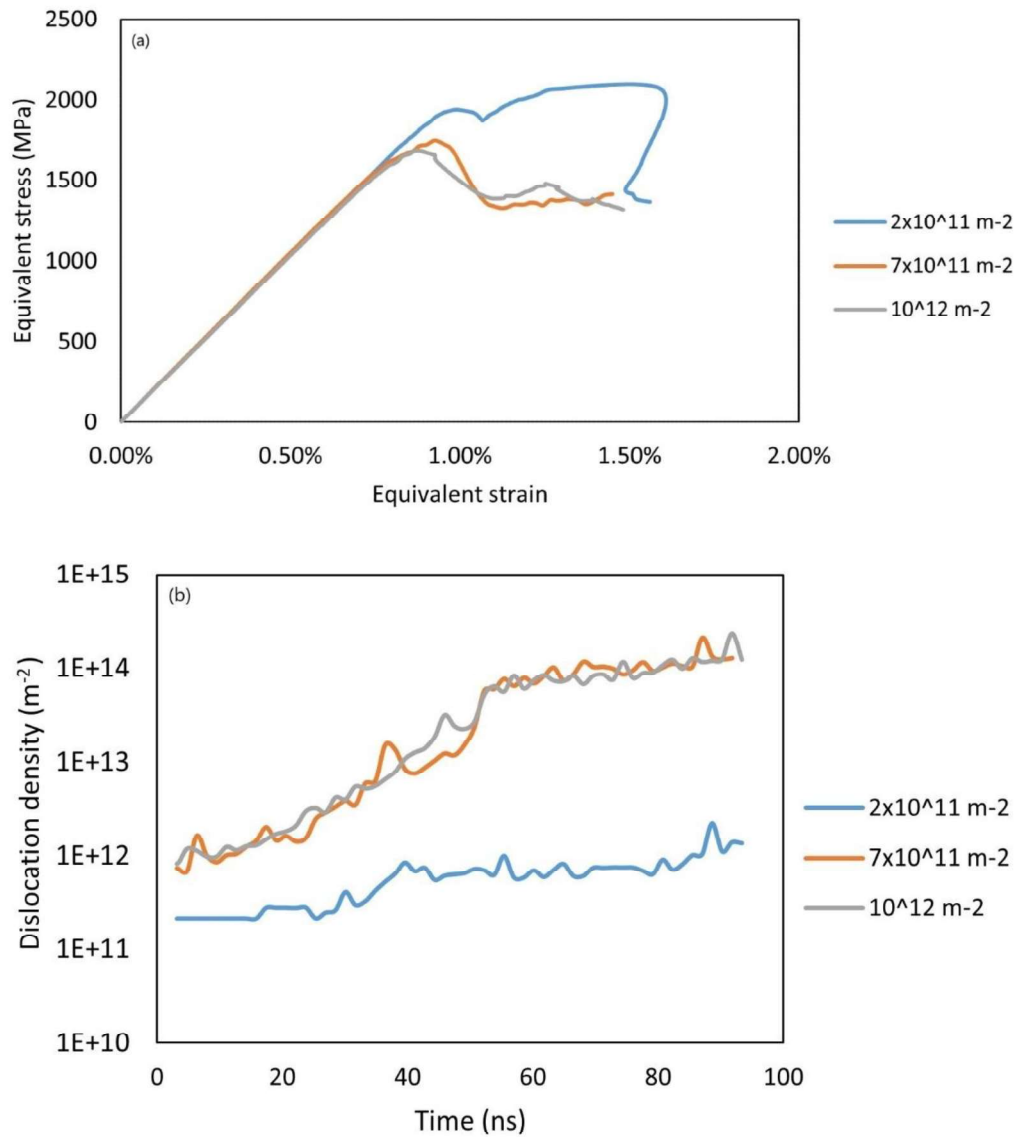 (a)
Equivalent stress (MPa)
2500
2000
1500
1000
500
0
0.00% 0.50% 1.00% 1.50% 2.00%
Equivalent strain
2x10^11 m-2
7x10^11 m-2
10^12 m-2
(b)
Dislocation density (m-2)
1E+15
1E+14
1E+13
1E+12
1E+11
1E+10
0 20 40 60 80 100
Time (ns)
2x10^11 m-2
7x10^11 m-2
10^12 m-2